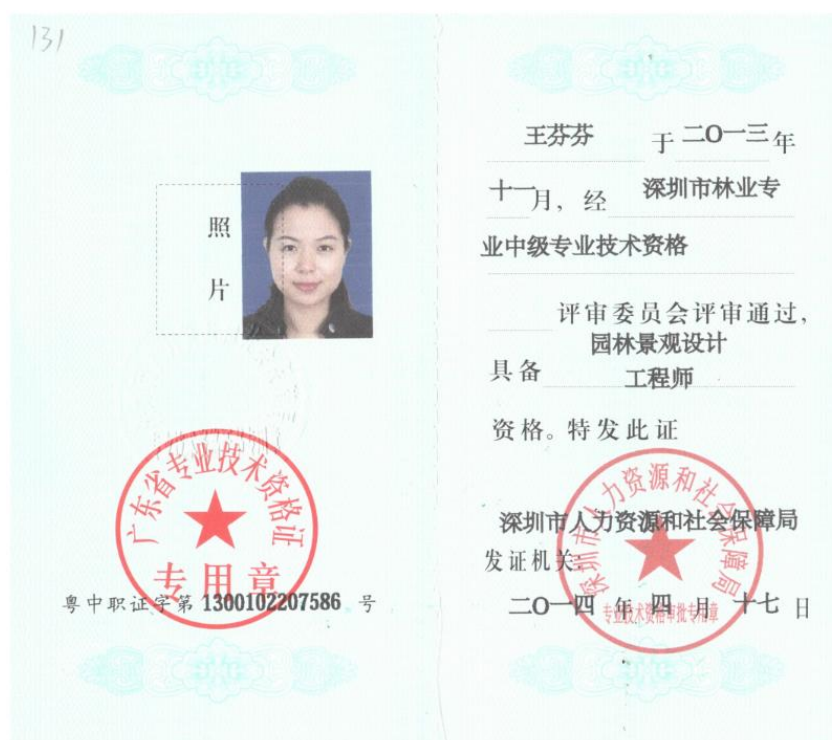 131
照
片
广东省专业技术资格证
专用章
粤中职证字第 1300102207586 号
王芬芬 于 二O一三 年
十一 月, 经 深圳市林业专
业中级专业技术资格
评审委员会评审通过,
园林景观设计
具备 工程师
资格。特发此证
深圳市人力资源和社会保障局
深圳市人力资源和社会保障局
发证机关:
二O一四 年 四 月 十七 日
专业技术资格审批专用章